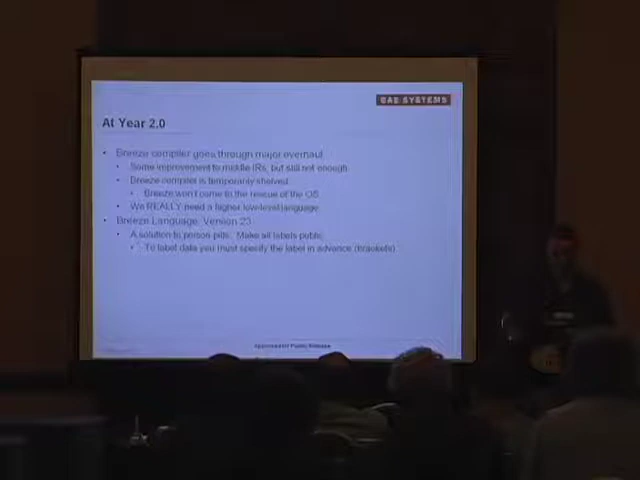 BAE SYSTEMS
At Year 2.0
• Breeze compiler goes through major overhaul
• Some improvement to middle IRs, but still not enough
• Breeze compiler is temporarily shelved
• Breeze won't come to the rescue of the OS
• We REALLY need a higher low-level language
• Breeze Language, Version 23
• A solution to poison pills: Make all labels public
• To label data you must specify the label in advance (brackets)
Approved for Public Release